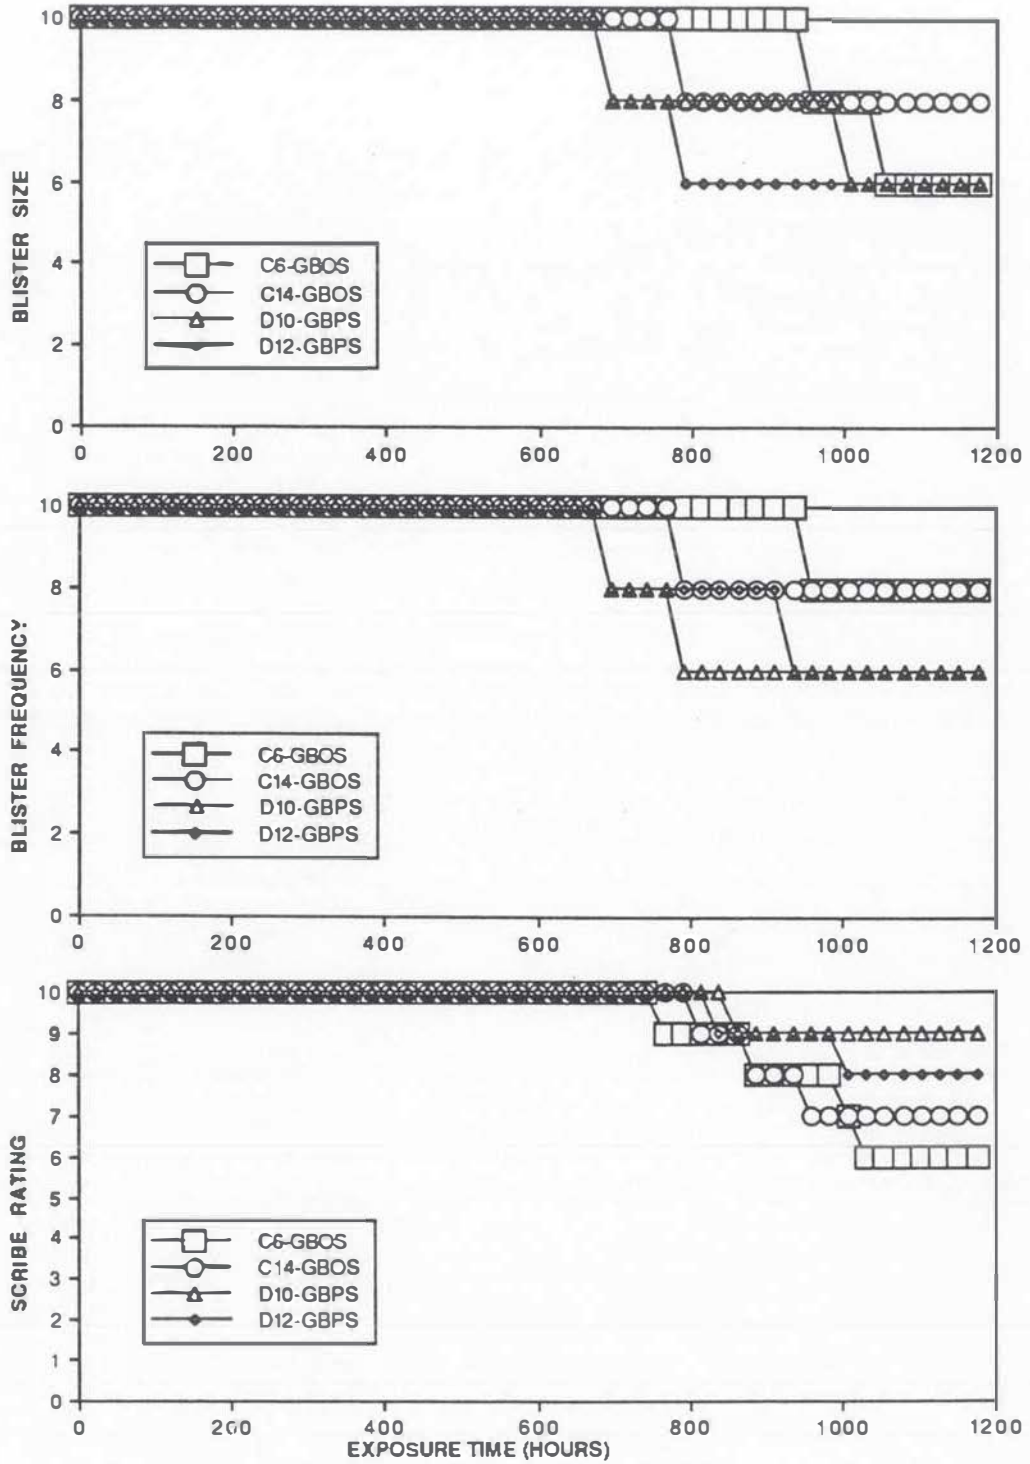 BLISTER SIZE
10
8
6
4
2
0
C6-GBOS
C14-GBOS
D10-GBPS
D12-GBPS
0 200 400 600 800 1000 1200
BLISTER FREQUENCY
10
8
6
4
2
0
C6-GBOS
C14-GBOS
D10-GBPS
D12-GBPS
0 200 400 600 800 1000 1200
SCRIBE RATING
10
9
8
7
6
5
4
3
2
1
0
C6-GBOS
C14-GBOS
D10-GBPS
D12-GBPS
0 200 400 600 800 1000 1200
EXPOSURE TIME (HOURS)